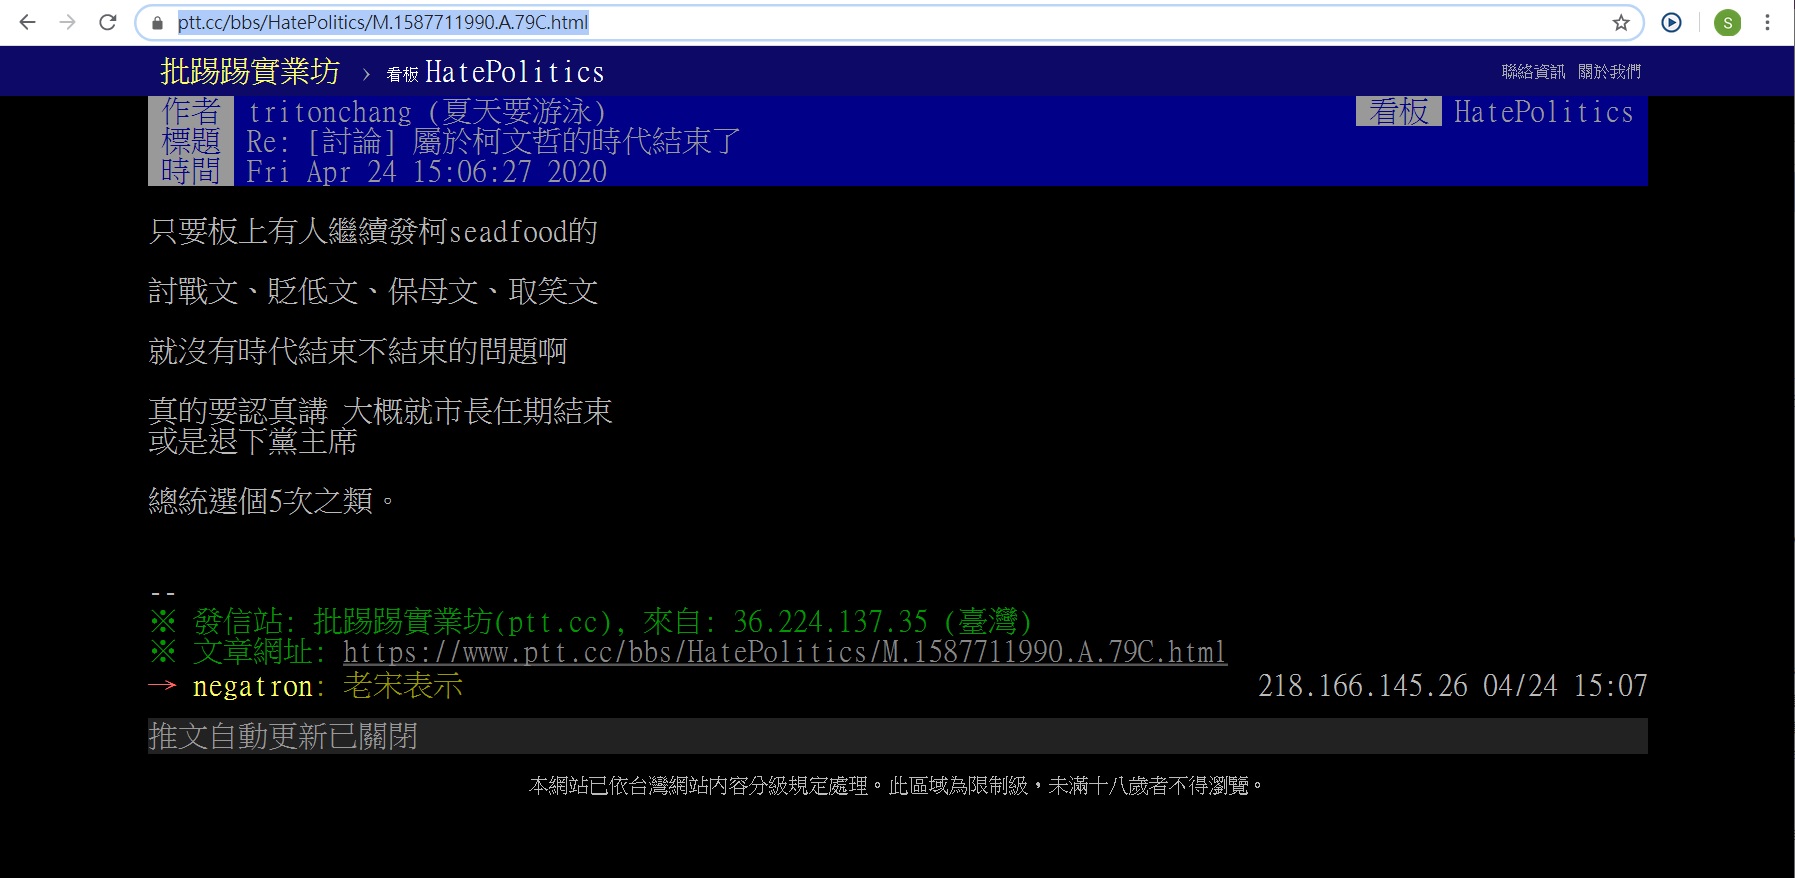 ptt.cc/bbs/HatePolitics/M.1587711990.A.79C.html
S
批踢踢實業坊 › 看板 HatePolitics 聯絡資訊 關於我們
作者 tritonchang (夏天要游泳) 看板 HatePolitics
標題 Re: [討論] 屬於柯文哲的時代結束了
時間 Fri Apr 24 15:06:27 2020
只要板上有人繼續發柯seadfood的
討戰文、貶低文、保母文、取笑文
就沒有時代結束不結束的問題啊
真的要認真講 大概就市長任期結束
或是退下黨主席
總統選個5次之類。
--
※ 發信站: 批踢踢實業坊(ptt.cc), 來自: 36.224.137.35 (臺灣)
※ 文章網址: https://www.ptt.cc/bbs/HatePolitics/M.1587711990.A.79C.html
→ negatron: 老宋表示 218.166.145.26 04/24 15:07
推文自動更新已關閉
本網站已依台灣網站內容分級規定處理。此區域為限制級，未滿十八歲者不得瀏覽。